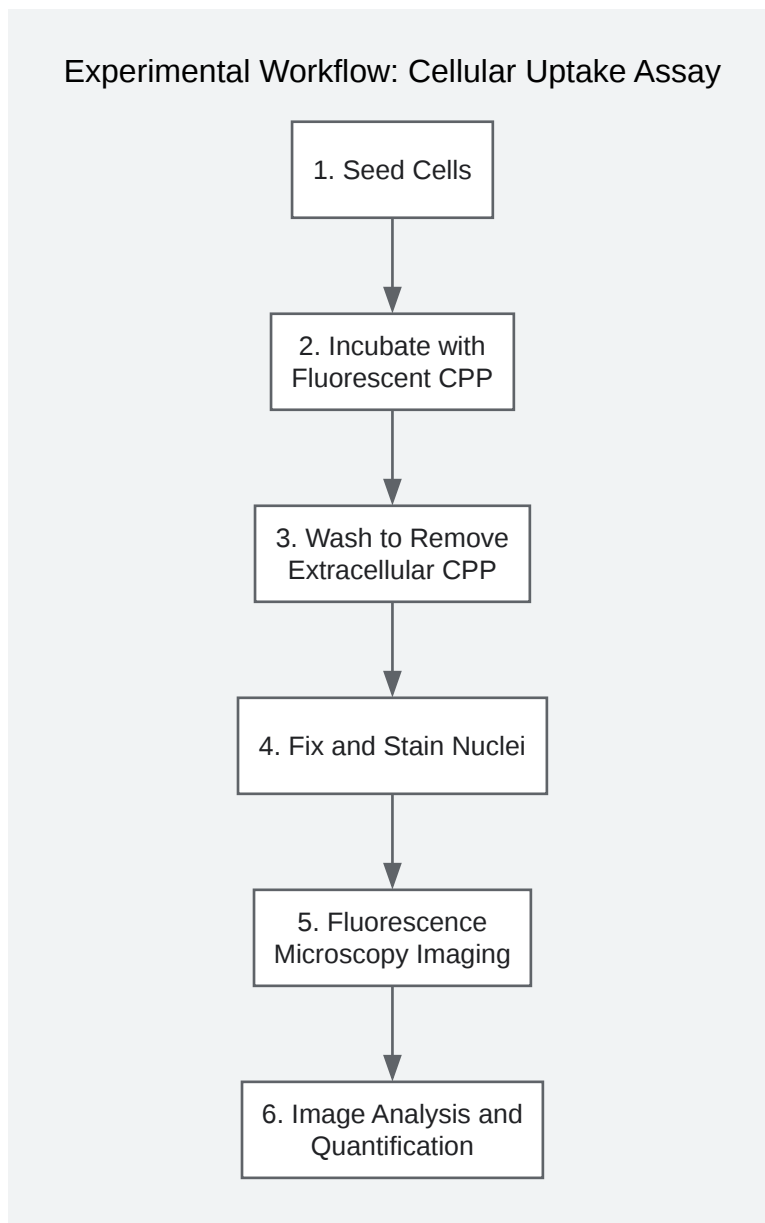 Experimental Workflow: Cellular Uptake Assay
1. Seed Cells
2. Incubate with
Fluorescent CPP
3. Wash to Remove
Extracellular CPP
4. Fix and Stain Nuclei
5. Fluorescence
Microscopy Imaging
6. Image Analysis and
Quantification